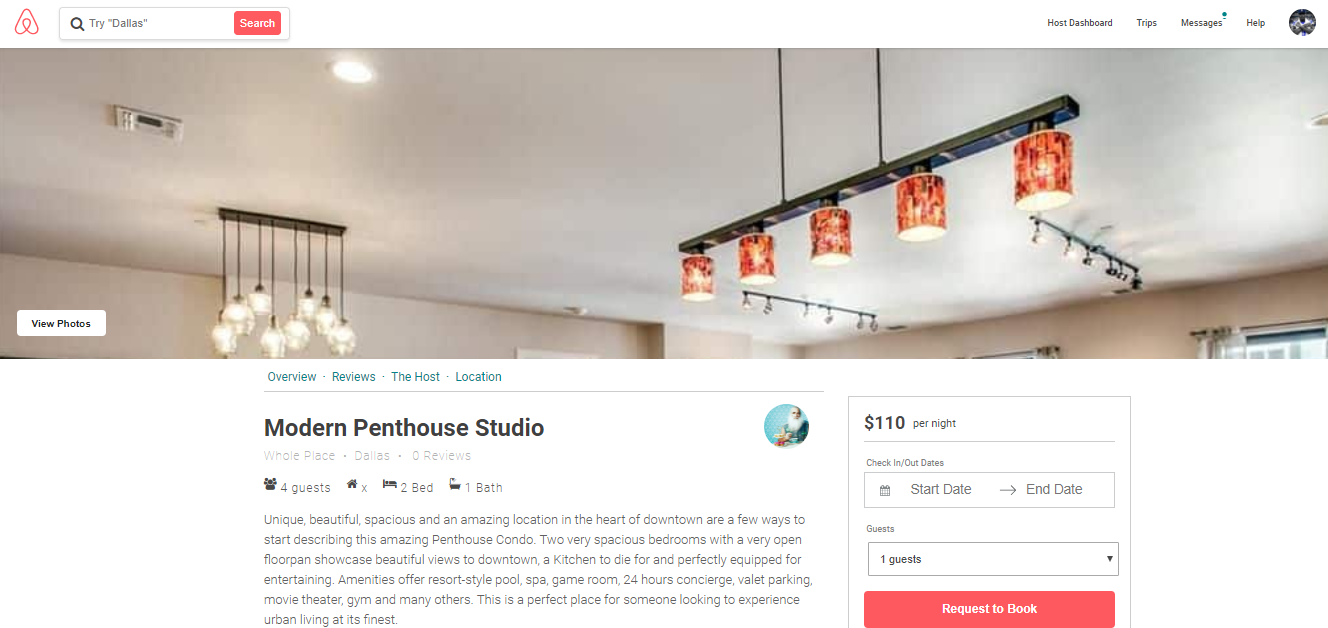 Try "Dallas"
Search
Host Dashboard
Trips
Messages
Help
View Photos
Overview · Reviews · The Host · Location
Modern Penthouse Studio
Whole Place • Dallas • 0 Reviews
4 guests x 2 Bed 1 Bath
Unique, beautiful, spacious and an amazing location in the heart of downtown are a few ways to
start describing this amazing Penthouse Condo. Two very spacious bedrooms with a very open
floorpan showcase beautiful views to downtown, a Kitchen to die for and perfectly equipped for
entertaining. Amenities offer resort-style pool, spa, game room, 24 hours concierge, valet parking,
movie theater, gym and many others. This is a perfect place for someone looking to experience
urban living at its finest.
$110 per night
Check In/Out Dates
Start Date
End Date
Guests
1 guests
Request to Book